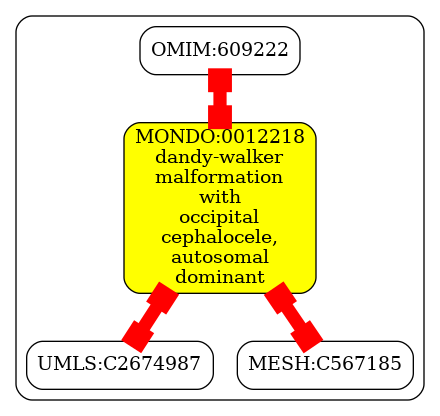 OMIM:609222
MONDO:0012218
dandy-walker
malformation
with
occipital
cephalocele,
autosomal
dominant
UMLS:C2674987
MESH:C567185